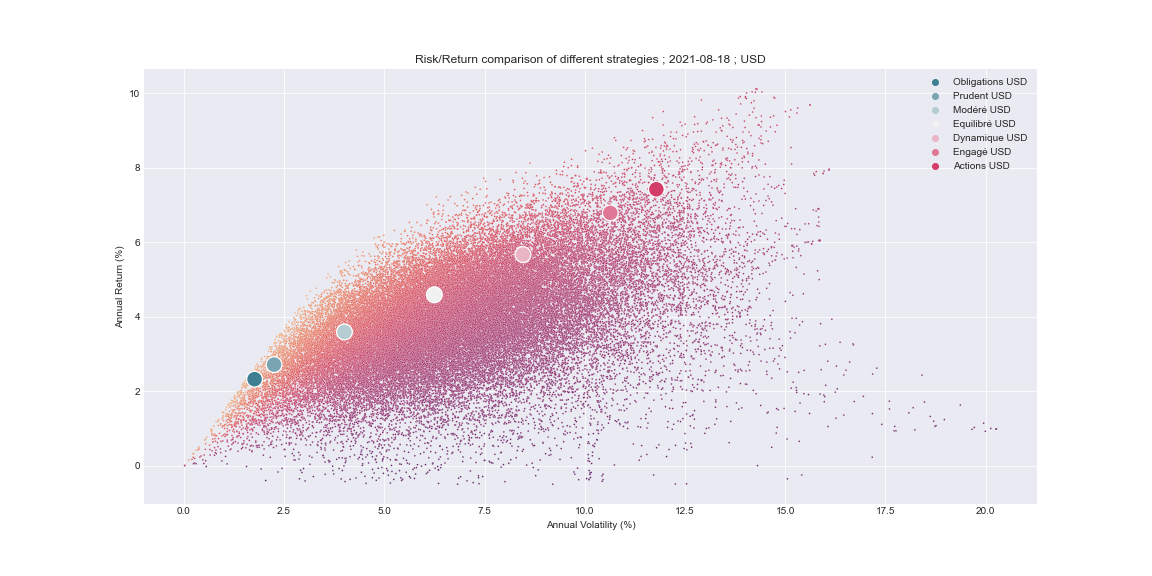 Risk/Return comparison of different strategies ; 2021-08-18 ; USD
Obligations USD
Prudent USD
Modéré USD
Equilibré USD
Dynamique USD
Engagé USD
Actions USD
Annual Return (%)
10
8
6
4
2
0
0.0 2.5 5.0 7.5 10.0 12.5 15.0 17.5 20.0
Annual Volatility (%)